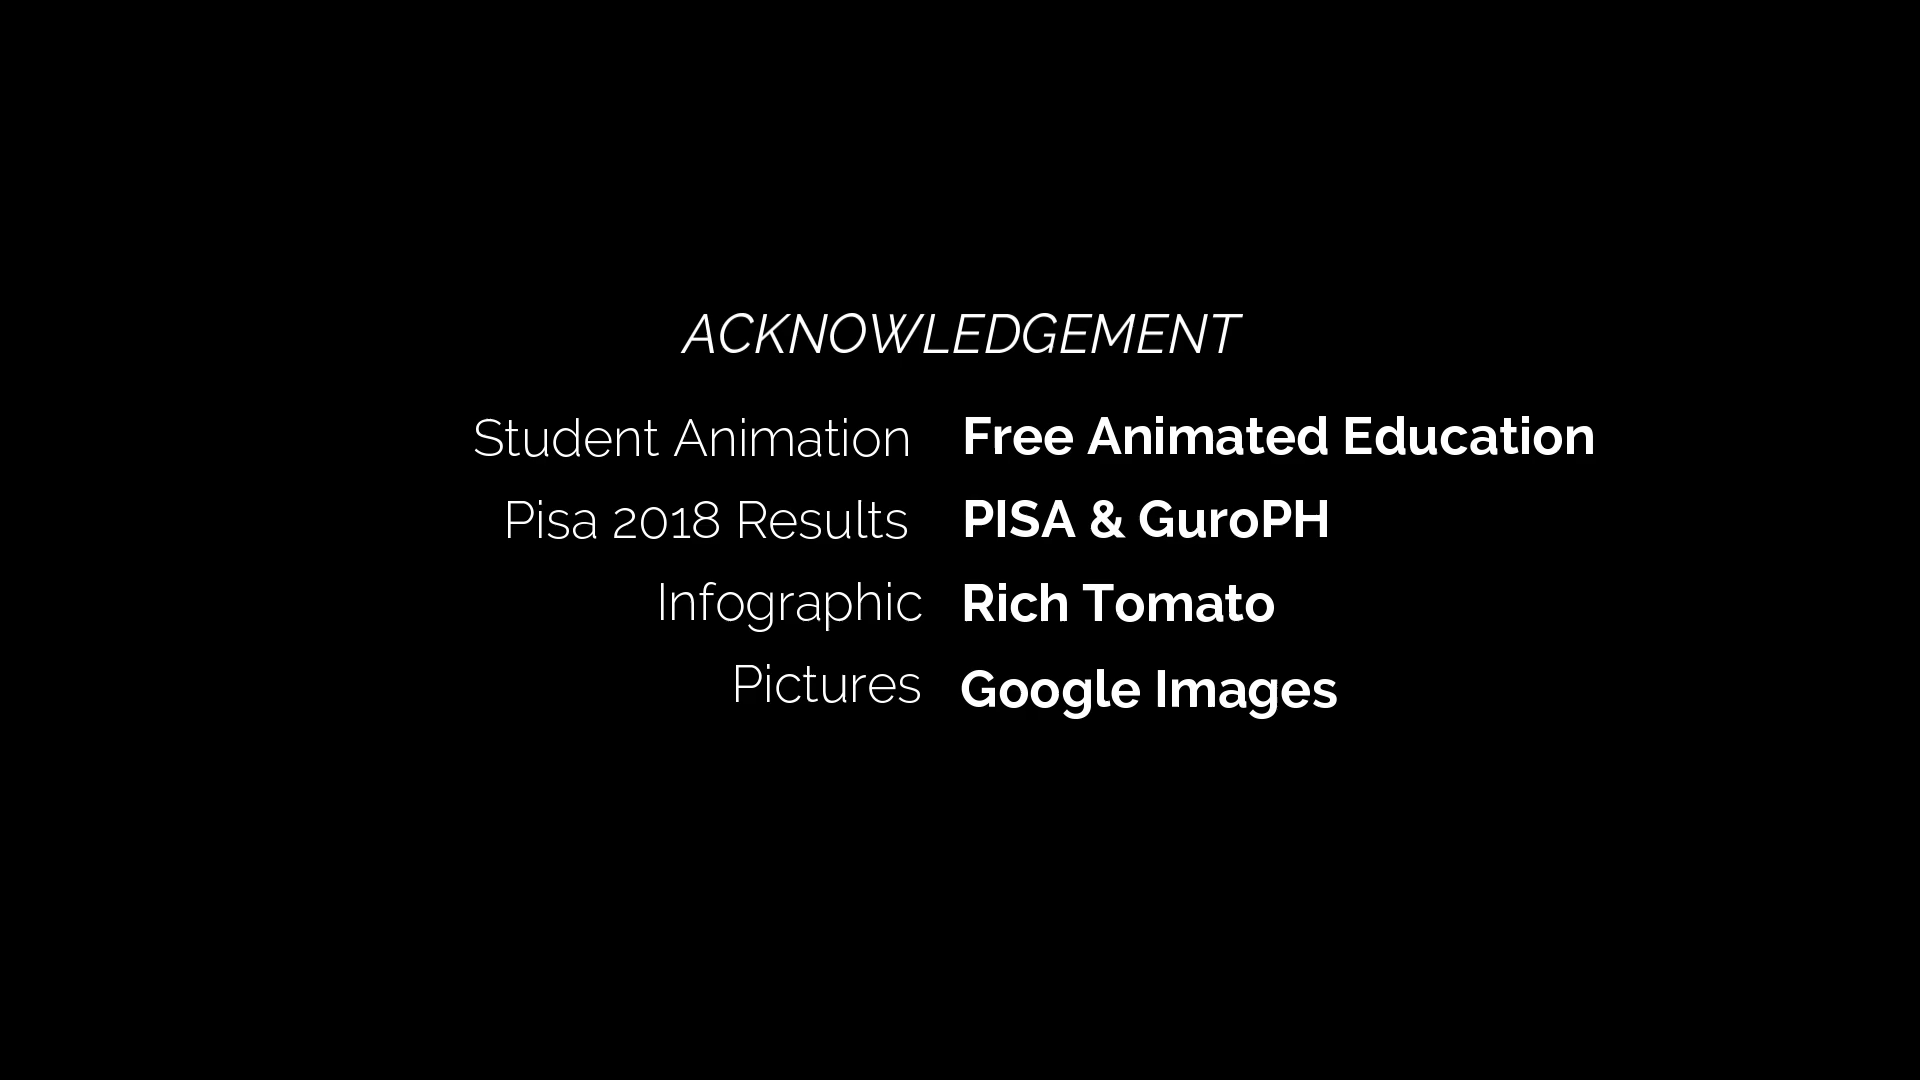 ACKNOWLEDGEMENT
Student Animation Free Animated Education
Pisa 2018 Results PISA & GuroPH
Infographic Rich Tomato
Pictures Google Images